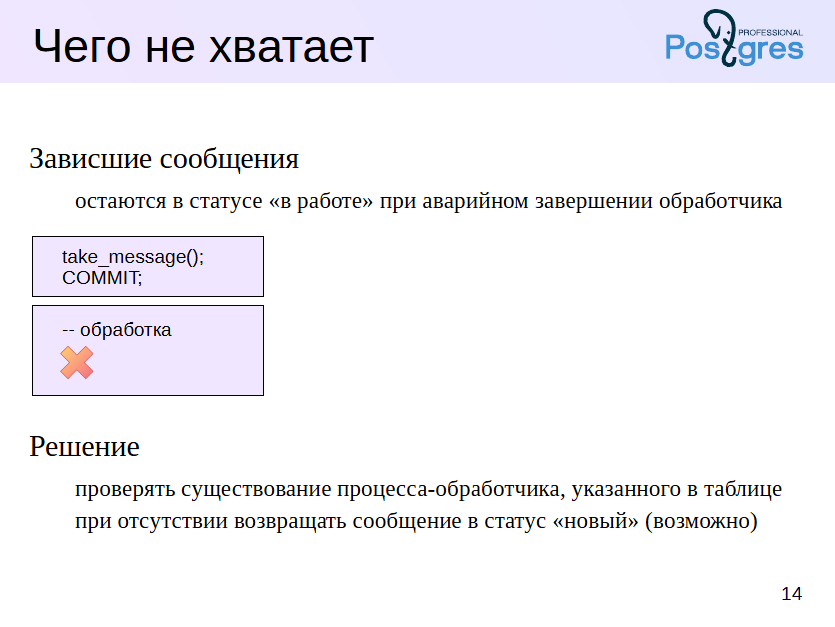 Чего не хватает
PROFESSIONAL
Postgres
Зависшие сообщения
остаются в статусе «в работе» при аварийном завершении обработчика
take_message();
COMMIT;
-- обработка
Решение
проверять существование процесса-обработчика, указанного в таблице
при отсутствии возвращать сообщение в статус «новый» (возможно)
14